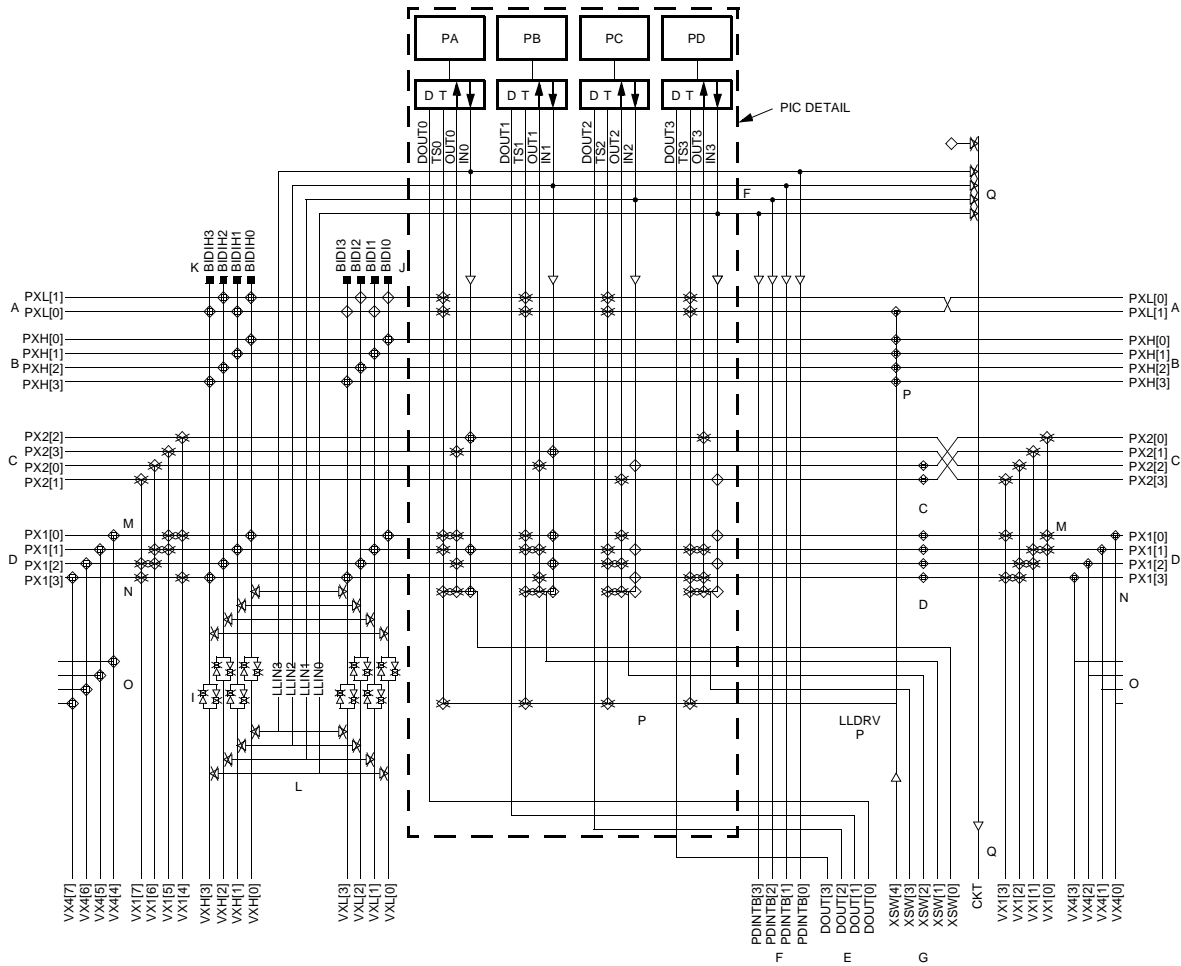 PA PB PC PD
D T D T D T D T
PIC DETAIL
DOUT0 TS0 OUT0 IN0
DOUT1 TS1 OUT1 IN1
DOUT2 TS2 OUT2 IN2
DOUT3 TS3 OUT3 IN3
F
Q
K BIDIH3 BIDIH2 BIDIH1 BIDIH0
BIDI3 BIDI2 BIDI1 BIDI0 J
A
PXL[1]
PXL[0]
PXL[0]
PXL[1]
A
B
PXH[0]
PXH[1]
PXH[2]
PXH[3]
PXH[0]
PXH[1]
PXH[2]
PXH[3]
B
P
C
PX2[2]
PX2[3]
PX2[0]
PX2[1]
PX2[0]
PX2[1]
PX2[2]
PX2[3]
C
C
M
M
D
PX1[0]
PX1[1]
PX1[2]
PX1[3]
PX1[0]
PX1[1]
PX1[2]
PX1[3]
D
N
D
N
O
O
I
LLIN3 LLIN2 LLIN1 LLIN0
P
LLDRV
P
L
Q
VX4[7] VX4[6] VX4[5] VX4[4]
VX1[7] VX1[6] VX1[5] VX1[4]
VXH[3] VXH[2] VXH[1] VXH[0]
VXL[3] VXL[2] VXL[1] VXL[0]
PDINTB[3] PDINTB[2] PDINTB[1] PDINTB[0]
DOUT[3] DOUT[2] DOUT[1] DOUT[0]
XSW[4] XSW[3] XSW[2] XSW[1] XSW[0]
CKT
VX1[3] VX1[2] VX1[1] VX1[0]
VX4[3] VX4[2] VX4[1] VX4[0]
F E G